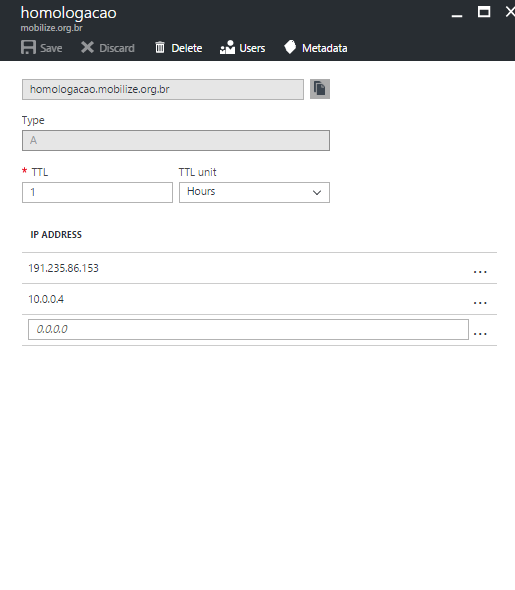 homologacao
mobilize.org.br
Save Discard Delete Users Metadata
homologacao.mobilize.org.br
Type
A
* TTL TTL unit
1 Hours
IP ADDRESS
191.235.86.153 ...
10.0.0.4 ...
0.0.0.0 ...